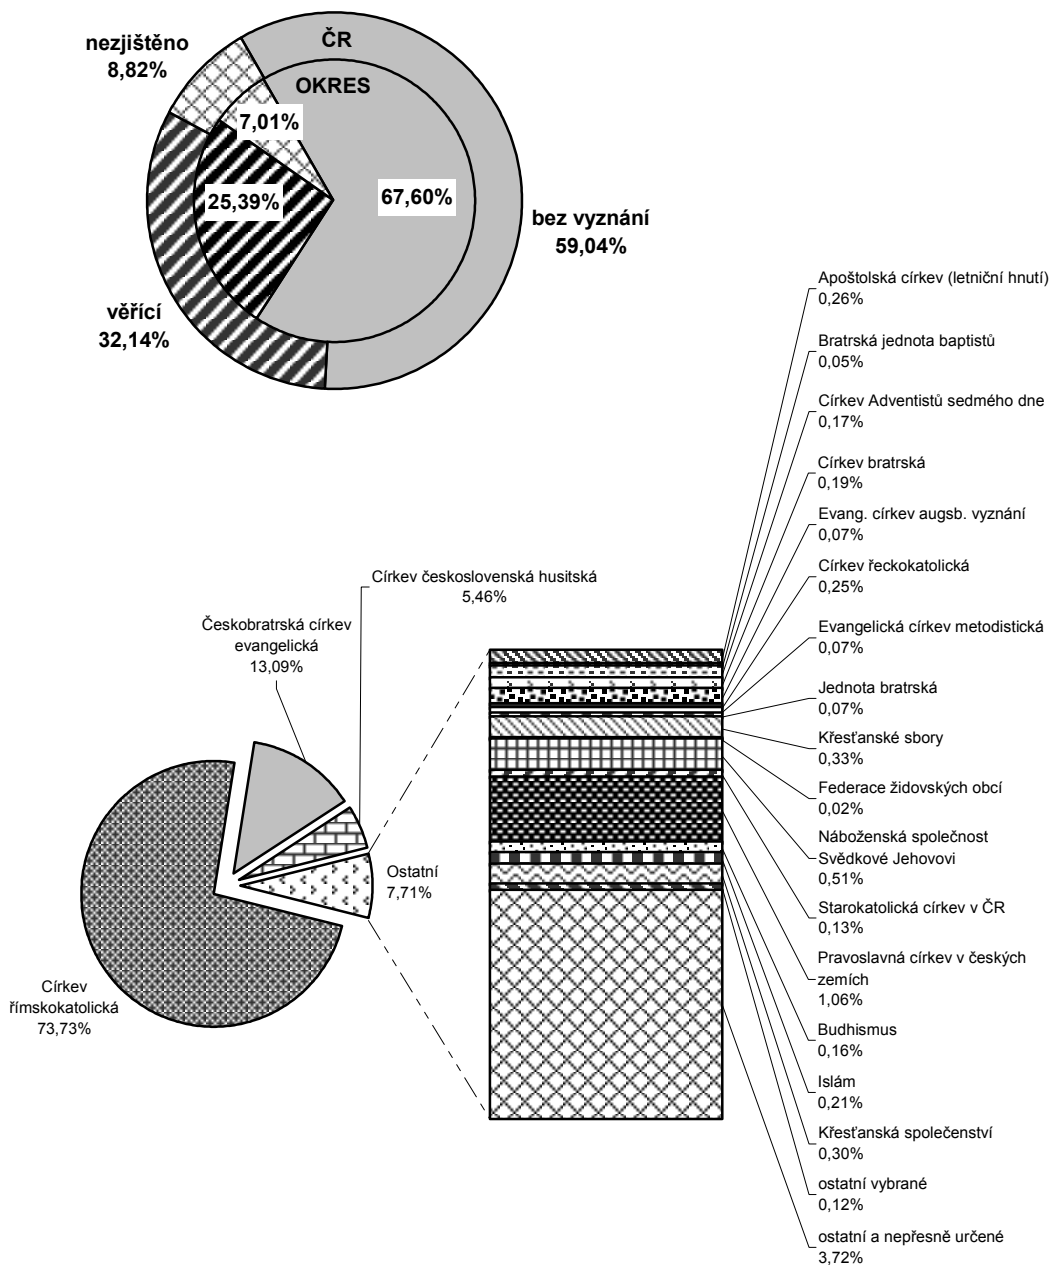 nezjištěno
8,82%
ČR
OKRES
7,01%
25,39%
67,60%
bez vyznání
59,04%
věřící
32,14%
Apoštolská církev (letniční hnutí)
0,26%
Bratrská jednota baptistů
0,05%
Církev Adventistů sedmého dne
0,17%
Církev bratrská
0,19%
Evang. církev augsb. vyznání
0,07%
Církev řeckokatolická
0,25%
Evangelická církev metodistická
0,07%
Jednota bratrská
0,07%
Křesťanské sbory
0,33%
Federace židovských obcí
0,02%
Náboženská společnost
Svědkové Jehovovi
0,51%
Starokatolická církev v ČR
0,13%
Pravoslavná církev v českých
zemích
1,06%
Budhismus
0,16%
Islám
0,21%
Křesťanská společenství
0,30%
ostatní vybrané
0,12%
ostatní a nepřesně určené
3,72%
Církev československá husitská
5,46%
Českobratrská církev
evangelická
13,09%
Ostatní
7,71%
Církev
římskokatolická
73,73%